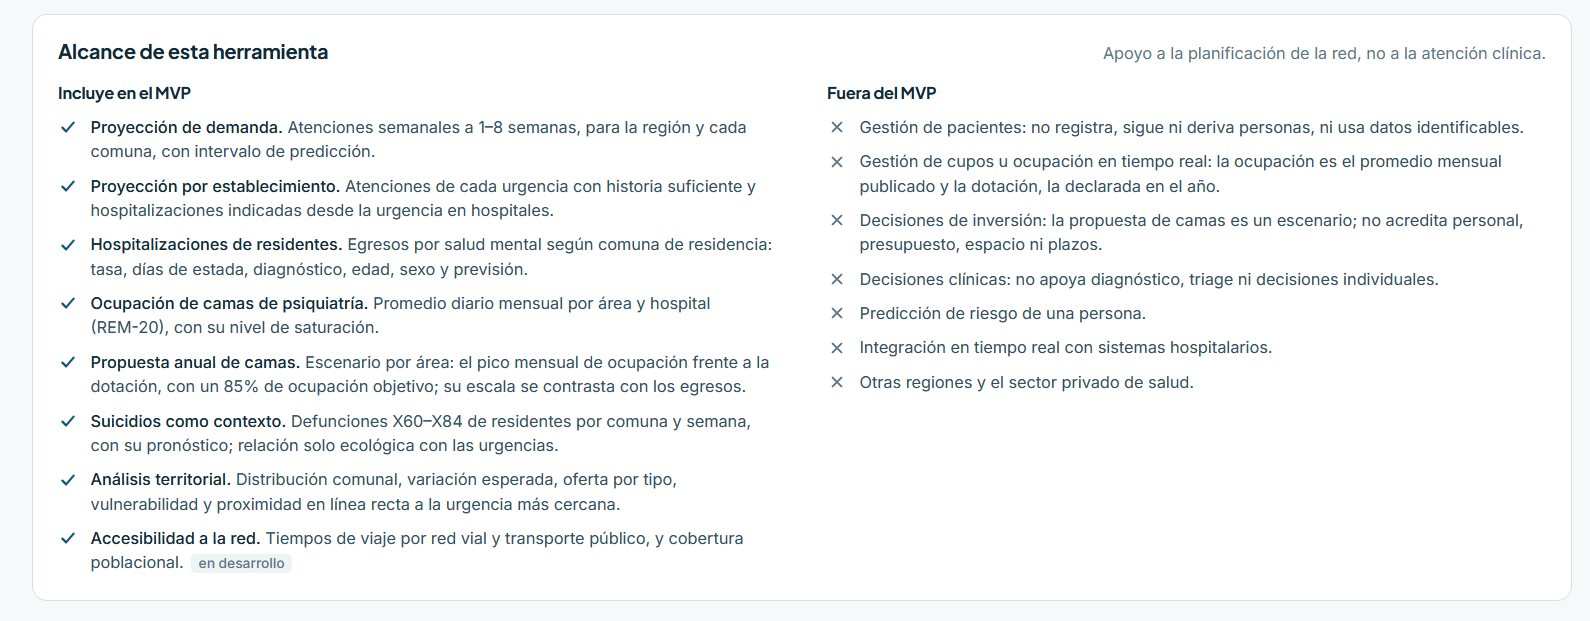 Alcance de esta herramienta
Apoyo a la planificación de la red, no a la atención clínica.
Incluye en el MVP
Proyección de demanda. Atenciones semanales a 1–8 semanas, para la región y cada
comuna, con intervalo de predicción.
Proyección por establecimiento. Atenciones de cada urgencia con historia suficiente y
hospitalizaciones indicadas desde la urgencia en hospitales.
Hospitalizaciones de residentes. Egresos por salud mental según comuna de residencia:
tasa, días de estada, diagnóstico, edad, sexo y previsión.
Ocupación de camas de psiquiatría. Promedio diario mensual por área y hospital
(REM-20), con su nivel de saturación.
Propuesta anual de camas. Escenario por área: el pico mensual de ocupación frente a la
dotación, con un 85% de ocupación objetivo; su escala se contrasta con los egresos.
Suicidios como contexto. Defunciones X60–X84 de residentes por comuna y semana,
con su pronóstico; relación solo ecológica con las urgencias.
Análisis territorial. Distribución comunal, variación esperada, oferta por tipo,
vulnerabilidad y proximidad en línea recta a la urgencia más cercana.
Accesibilidad a la red. Tiempos de viaje por red vial y transporte público, y cobertura
poblacional. en desarrollo
Fuera del MVP
Gestión de pacientes: no registra, sigue ni deriva personas, ni usa datos identificables.
Gestión de cupos u ocupación en tiempo real: la ocupación es el promedio mensual
publicado y la dotación, la declarada en el año.
Decisiones de inversión: la propuesta de camas es un escenario; no acredita personal,
presupuesto, espacio ni plazos.
Decisiones clínicas: no apoya diagnóstico, triage ni decisiones individuales.
Predicción de riesgo de una persona.
Integración en tiempo real con sistemas hospitalarios.
Otras regiones y el sector privado de salud.